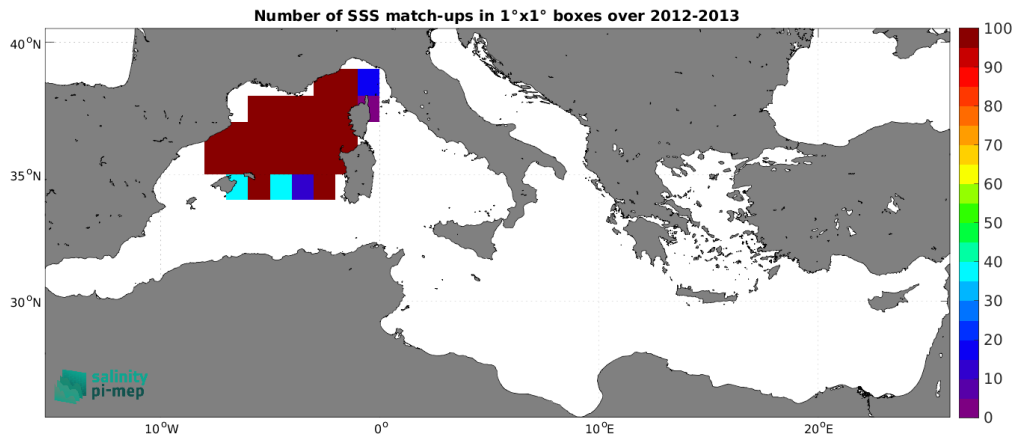 Number of SSS match-ups in 1°x1° boxes over 2012-2013
40°N
35°N
30°N
10°W
0°
10°E
20°E
100
90
80
70
60
50
40
30
20
10
0
salinity
pi-mep